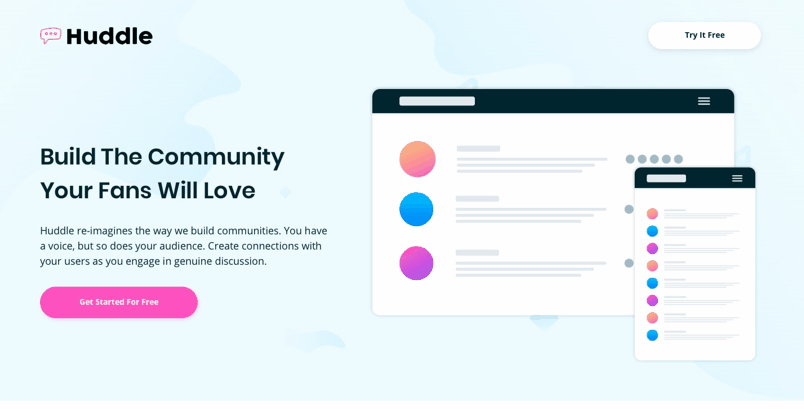 Huddle
Try It Free
Build The Community
Your Fans Will Love
Huddle re-imagines the way we build communities. You have
a voice, but so does your audience. Create connections with
your users as you engage in genuine discussion.
Get Started For Free